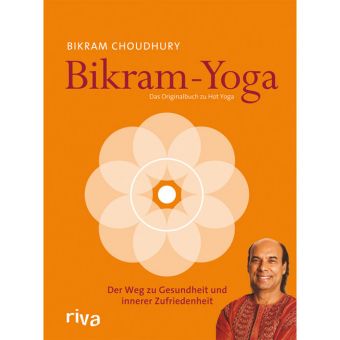 BIKRAM CHOUDHURY
Bikram-Yoga
Das Originalbuch zu Hot Yoga
Der Weg zu Gesundheit und
innerer Zufriedenheit
riva